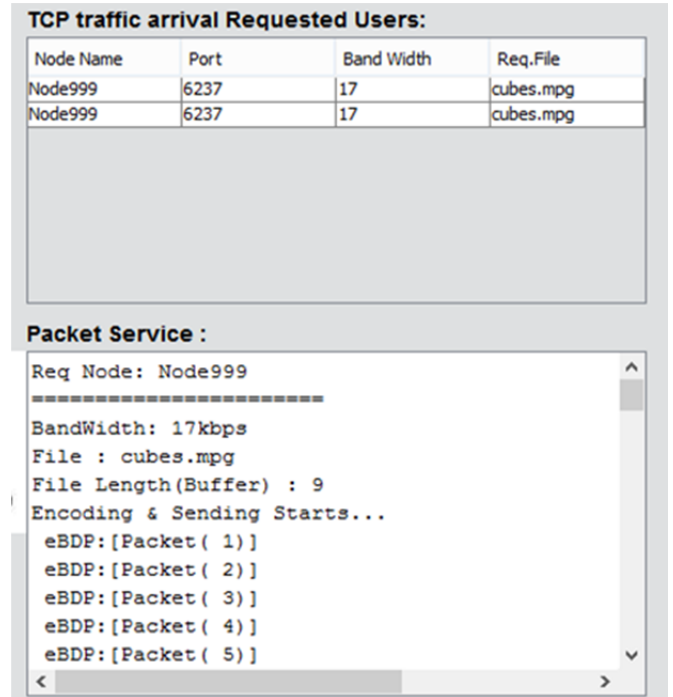 TCP traffic arrival Requested Users:
Node Name Port Band Width Req.File
Node999 6237 17 cubes.mpg
Node999 6237 17 cubes.mpg
Packet Service :
Req Node: Node999
=======================
BandWidth: 17kbps
File : cubes.mpg
File Length(Buffer) : 9
Encoding & Sending Starts...
eBDP:[Packet( 1)]
eBDP:[Packet( 2)]
eBDP:[Packet( 3)]
eBDP:[Packet( 4)]
eBDP:[Packet( 5)]